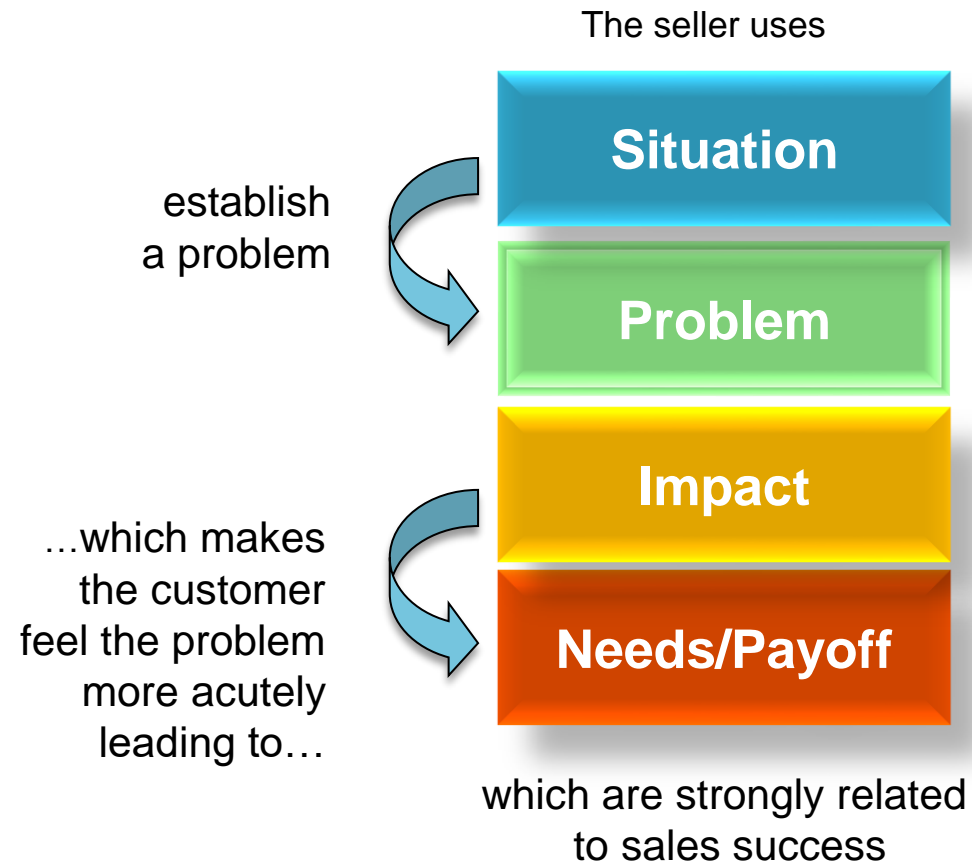 The seller uses
Situation
establish
a problem
Problem
Impact
...which makes
the customer
feel the problem
more acutely
leading to…
Needs/Payoff
which are strongly related
to sales success